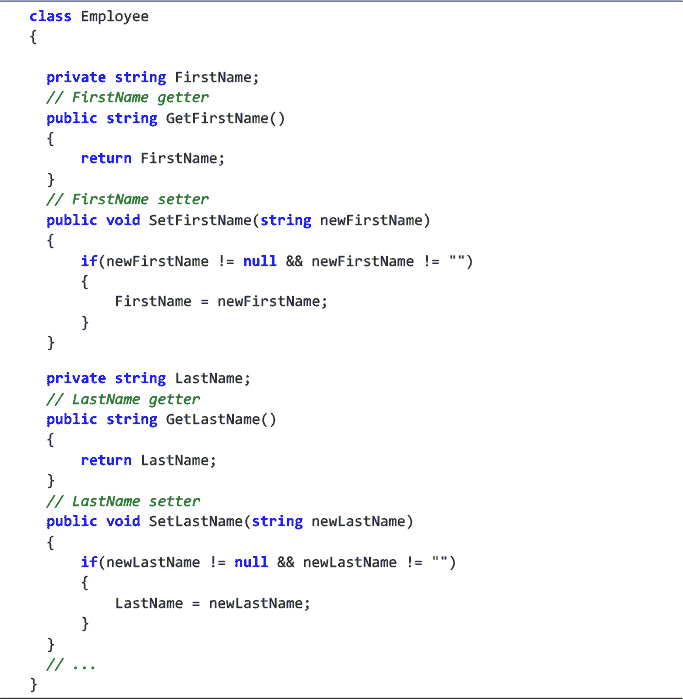 class Employee
{
private string FirstName;
// FirstName getter
public string GetFirstName()
{
return FirstName;
}
// FirstName setter
public void SetFirstName(string newFirstName)
{
if(newFirstName != null && newFirstName != "")
{
FirstName = newFirstName;
}
}
private string LastName;
// LastName getter
public string GetLastName()
{
return LastName;
}
// LastName setter
public void SetLastName(string newLastName)
{
if(newLastName != null && newLastName != "")
{
LastName = newLastName;
}
}
// ...
}